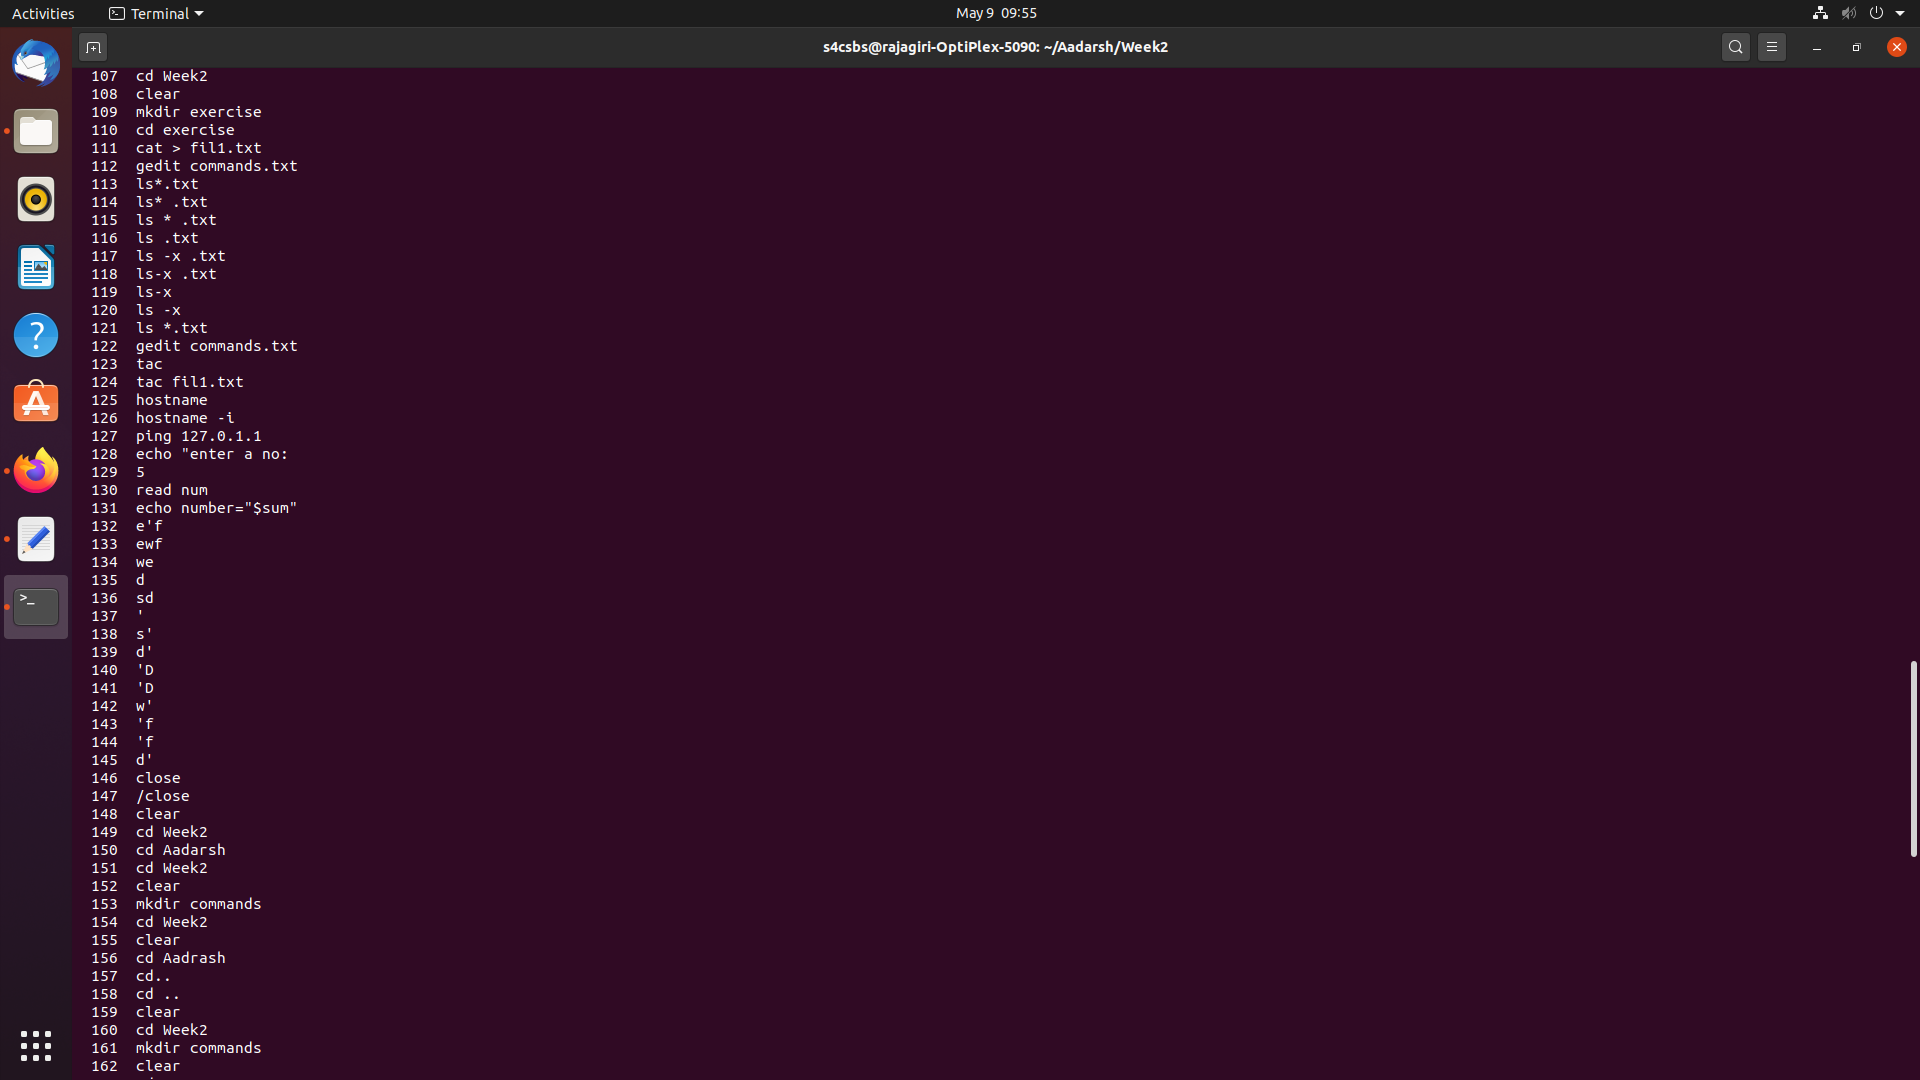 Activities
Terminal
May 9 09:55
s4csbs@rajagiri-OptiPlex-5090: ~/Aadarsh/Week2
107 cd Week2
108 clear
109 mkdir exercise
110 cd exercise
111 cat > fil1.txt
112 gedit commands.txt
113 ls*.txt
114 ls* .txt
115 ls * .txt
116 ls .txt
117 ls -x .txt
118 ls-x .txt
119 ls-x
120 ls -x
121 ls *.txt
122 gedit commands.txt
123 tac
124 tac fil1.txt
125 hostname
126 hostname -i
127 ping 127.0.1.1
128 echo "enter a no:
129 5
130 read num
131 echo number="$sum"
132 e'f
133 ewf
134 we
135 d
136 sd
137 '
138 s'
139 d'
140 'D
141 'D
142 w'
143 'f
144 'f
145 d'
146 close
147 /close
148 clear
149 cd Week2
150 cd Aadarsh
151 cd Week2
152 clear
153 mkdir commands
154 cd Week2
155 clear
156 cd Aadrash
157 cd..
158 cd ..
159 clear
160 cd Week2
161 mkdir commands
162 clear